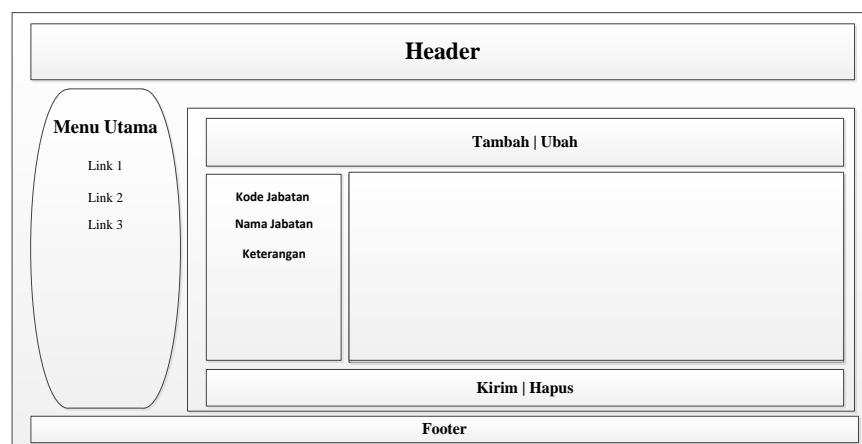 Header
Menu Utama
Link 1
Link 2
Link 3
Tambah | Ubah
Kode Jabatan
Nama Jabatan
Keterangan
Kirim | Hapus
Footer